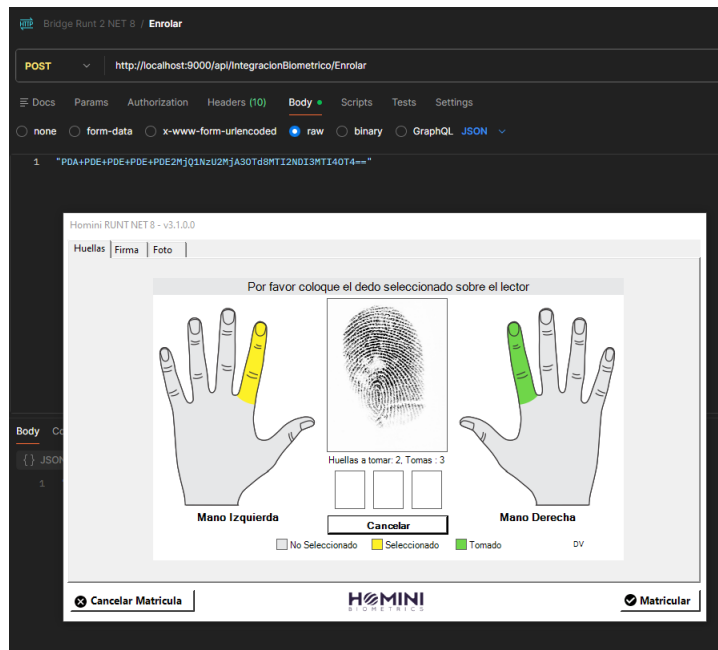 HTTP Bridge Runt 2 NET 8 / Enrolar
POST http://localhost:9000/api/IntegracionBiometrico/Enrolar
Docs Params Authorization Headers (10) Body Scripts Tests Settings
none form-data x-www-form-urlencoded raw binary GraphQL JSON
1 "PDA+PDE+PDE+PDE+PDE2MjQ1NzU2MjA3OTd8MTI2NDI3MTI4OT4=="
Homini RUNT NET 8 - v3.1.0.0
Huellas Firma Foto
Por favor coloque el dedo seleccionado sobre el lector
Body
{ } JSON
1
Huellas a tomar: 2, Tomas : 3
Mano Izquierda
Cancelar
Mano Derecha
No Seleccionado Seleccionado Tomado DV
Cancelar Matricula
HOMINI
BIOMETRICS
Matricular